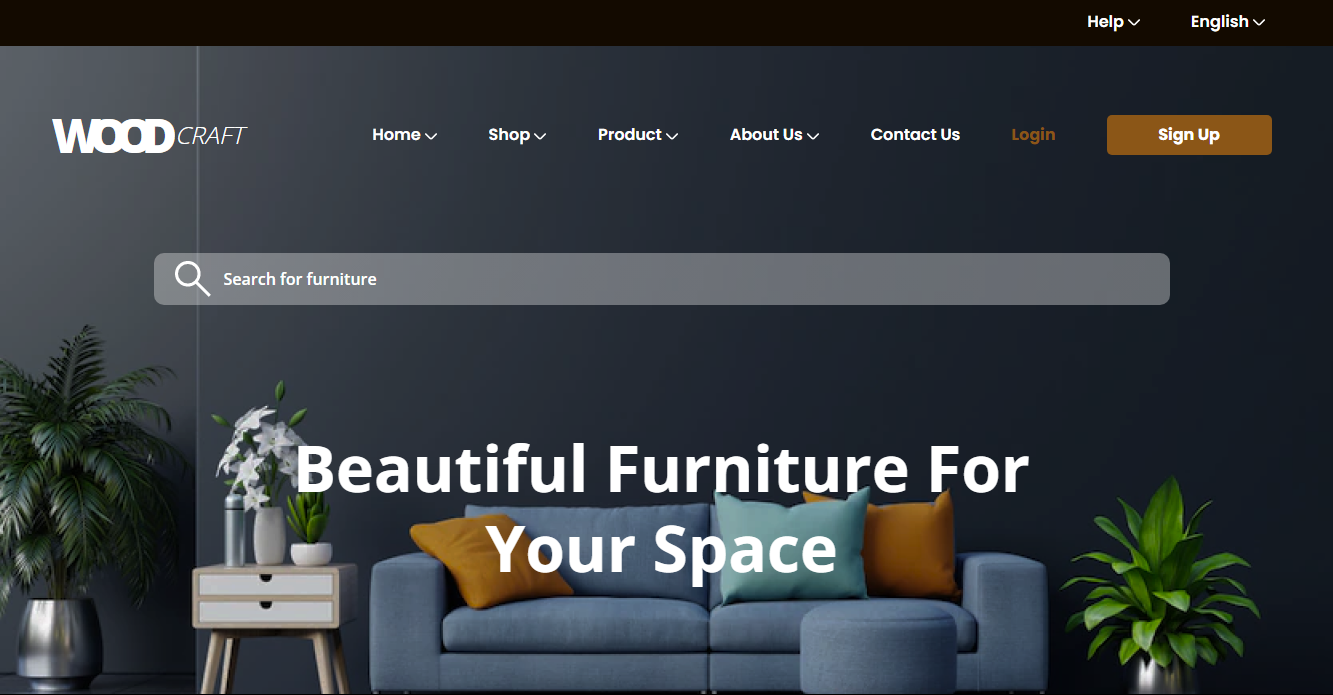 Help English
WOOD CRAFT Home Shop Product About Us Contact Us Login Sign Up
Search for furniture
Beautiful Furniture For
Your Space